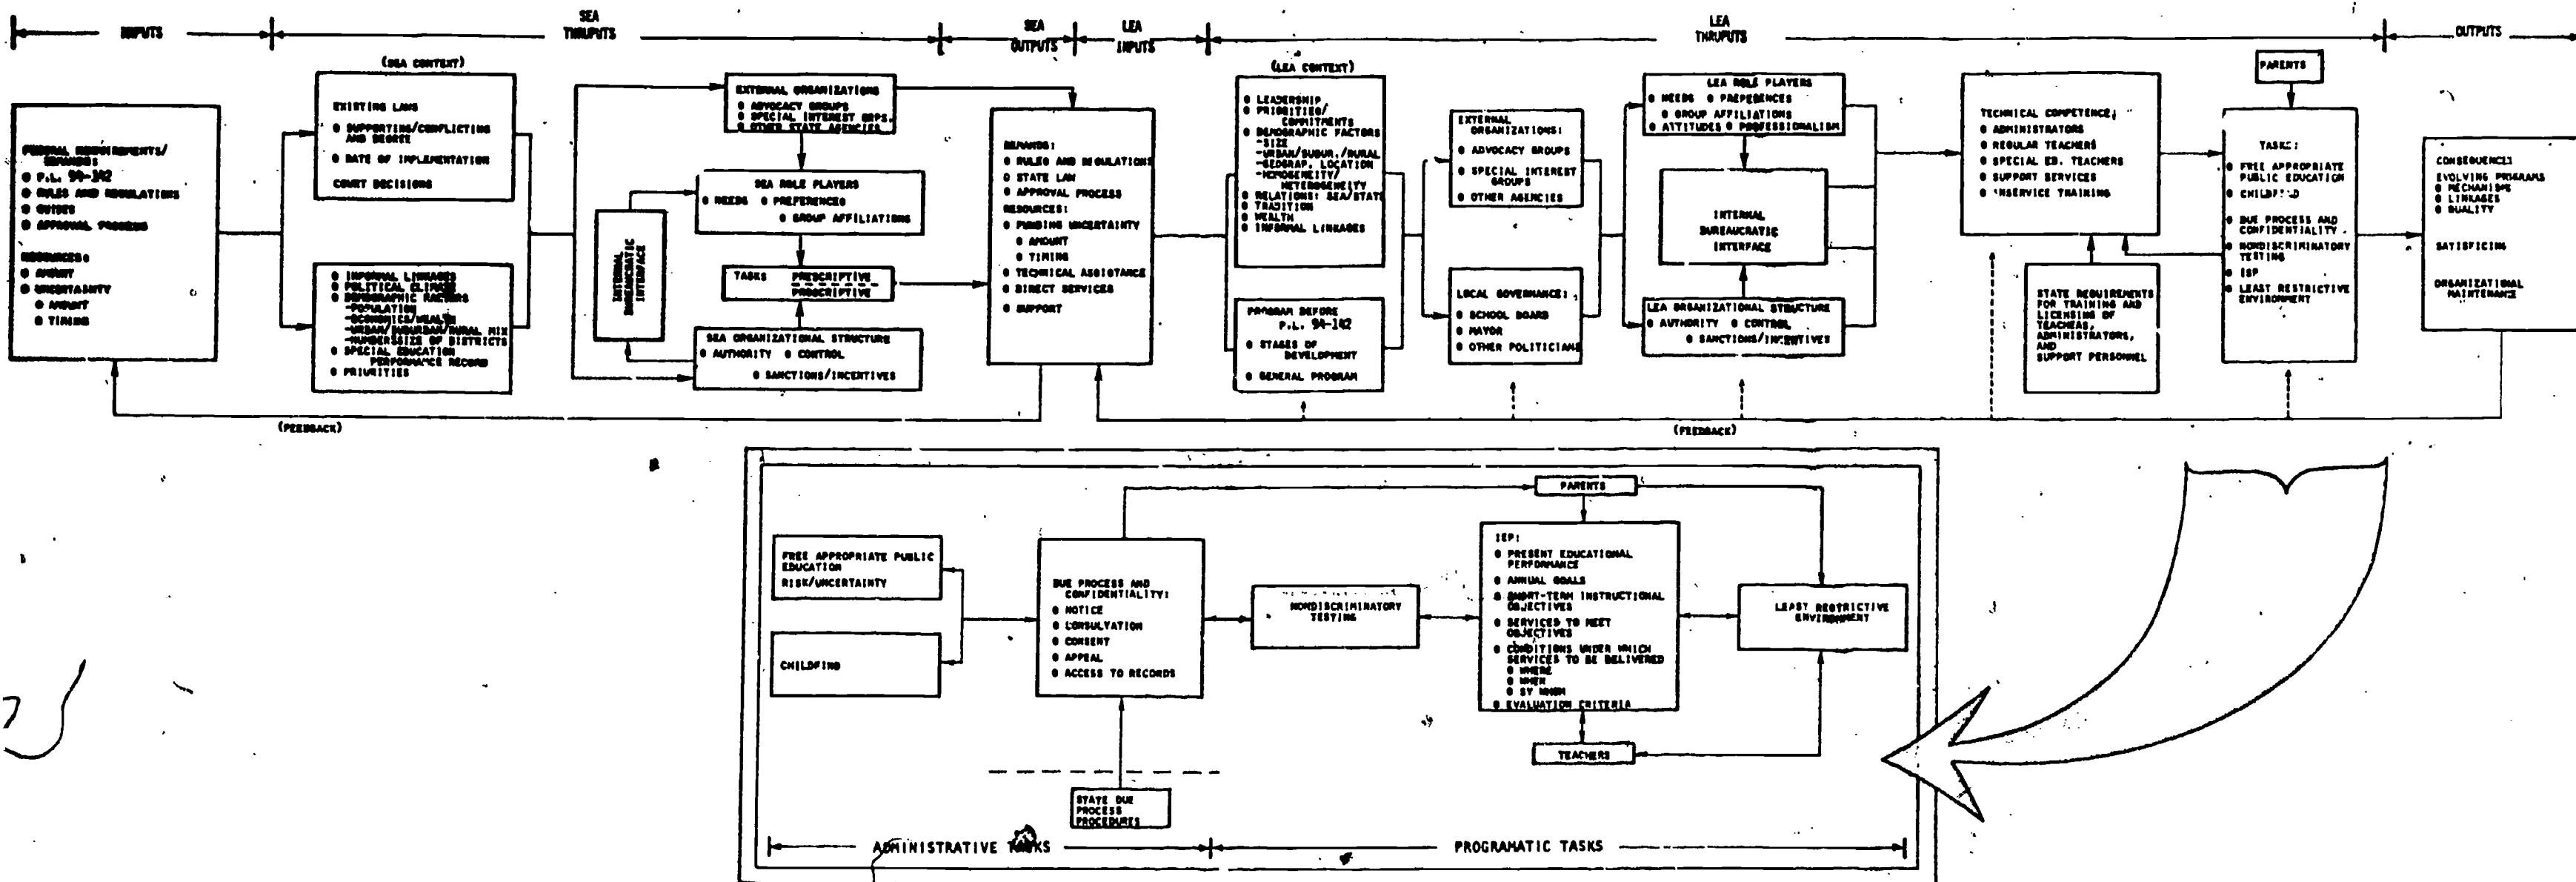 INPUTS
SEA
THRUPUTS
SEA
OUTPUTS
LEA
INPUTS
LEA
THRUPUTS
OUTPUTS
FEDERAL REQUIREMENTS/
DEMANDS:
O P.L. 94-142
O RULES AND REGULATIONS
O GUIDES
O APPROVAL PROCESS
RESOURCES:
O AMOUNT
O UNCERTAINTY
O AMOUNT
O TIMING
(SEA CONTEXT)
EXISTING LAWS
O SUPPORTING/CONFLICTING
AND DEGREE
O DATE OF IMPLEMENTATION
COURT DECISIONS
O INFORMAL LINKAGES
O POLITICAL CLIMATE
O DEMOGRAPHIC FACTORS
-POPULATION
-ECONOMICS/WEALTH
-URBAN/SUBURBAN/RURAL MIX
-NUMBERSSIZE OF DISTRICTS
O SPECIAL EDUCATION
PERFORMANCE RECORD
O PRIORITIES
INTERNAL
BUREAUCRATIC
INTERFACE
EXTERNAL ORGANIZATIONS
O ADVOCACY GROUPS
O SPECIAL INTEREST GRPS.
O OTHER STATE AGENCIES
SEA ROLE PLAYERS
O NEEDS O PREFERENCES
O GROUP AFFILIATIONS
TASKS PRESCRIPTIVE
PROSCRIPTIVE
SEA ORGANIZATIONAL STRUCTURE
O AUTHORITY O CONTROL
O SANCTIONS/INCENTIVES
DEMANDS:
O RULES AND REGULATIONS
O STATE LAW
O APPROVAL PROCESS
RESOURCES:
O FUNDING UNCERTAINTY
O AMOUNT
O TIMING
O TECHNICAL ASSISTANCE
O DIRECT SERVICES
O SUPPORT
(LEA CONTEXT)
O LEADERSHIP
O PRIORITIES/
COMMITMENTS
O DEMOGRAPHIC FACTORS
-SIZE
-URBAN/SUBUR./RURAL
-GEOGRAP. LOCATION
-HOMOGENEITY/
HETEROGENEITY
O RELATIONS: SEA/STATE
O TRADITION
O WEALTH
O INFORMAL LINKAGES
PROGRAM BEFORE
P.L. 94-142
O STAGES OF
DEVELOPMENT
O GENERAL PROGRAM
EXTERNAL
ORGANIZATIONS:
O ADVOCACY GROUPS
O SPECIAL INTEREST
GROUPS
O OTHER AGENCIES
LOCAL GOVERNANCE:
O SCHOOL BOARD
O MAYOR
O OTHER POLITICIANS
LEA ROLE PLAYERS
O NEEDS O PREFERENCES
O GROUP AFFILIATIONS
O ATTITUDES O PROFESSIONALISM
INTERNAL
BUREAUCRATIC
INTERFACE
LEA ORGANIZATIONAL STRUCTURE
O AUTHORITY O CONTROL
O SANCTIONS/INCENTIVES
TECHNICAL COMPETENCE:
O ADMINISTRATORS
O REGULAR TEACHERS
O SPECIAL ED. TEACHERS
O SUPPORT SERVICES
O INSERVICE TRAINING
STATE REQUIREMENTS
FOR TRAINING AND
LICENSING OF
TEACHERS,
ADMINISTRATORS,
AND
SUPPORT PERSONNEL
PARENTS
TASKS:
O FREE APPROPRIATE
PUBLIC EDUCATION
O CHILDFIND
O DUE PROCESS AND
CONFIDENTIALITY
O NONDISCRIMINATORY
TESTING
O IEP
O LEAST RESTRICTIVE
ENVIRONMENT
CONSEQUENCES
EVOLVING PROGRAMS
O MECHANISMS
O LINKAGES
O QUALITY
SATISFICING
ORGANIZATIONAL
MAINTENANCE
(FEEDBACK)
(FEEDBACK)
FREE APPROPRIATE PUBLIC
EDUCATION
RISK/UNCERTAINTY
CHILDFIND
DUE PROCESS AND
CONFIDENTIALITY:
O NOTICE
O CONSULTATION
O CONSENT
O APPEAL
O ACCESS TO RECORDS
STATE DUE
PROCESS
PROCEDURES
NONDISCRIMINATORY
TESTING
PARENTS
IEP:
O PRESENT EDUCATIONAL
PERFORMANCE
O ANNUAL GOALS
O SHORT-TERM INSTRUCTIONAL
OBJECTIVES
O SERVICES TO MEET
OBJECTIVES
O CONDITIONS UNDER WHICH
SERVICES TO BE DELIVERED
O WHERE
O WHEN
O BY WHOM
O EVALUATION CRITERIA
TEACHERS
LEAST RESTRICTIVE
ENVIRONMENT
ADMINISTRATIVE TASKS
PROGRAMATIC TASKS